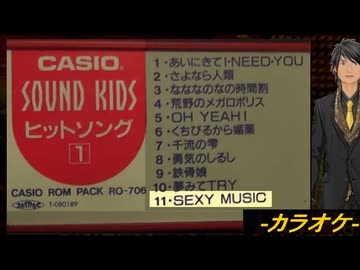 CASIO
SOUND KIDS
ヒットソング
1
CASIO ROM PACK RO-706
T-080189
1・あいにきて I・NEED・YOU
2・さよなら人類
3・なななのなの時間割
4・荒野のメガロポリス
5・OH YEAH!
6・くちびるから媚薬
7・千流の雫
8・勇気のしるし
9・鉄骨娘
10・夢みてTRY
11・SEXY MUSIC
-カラオケ-